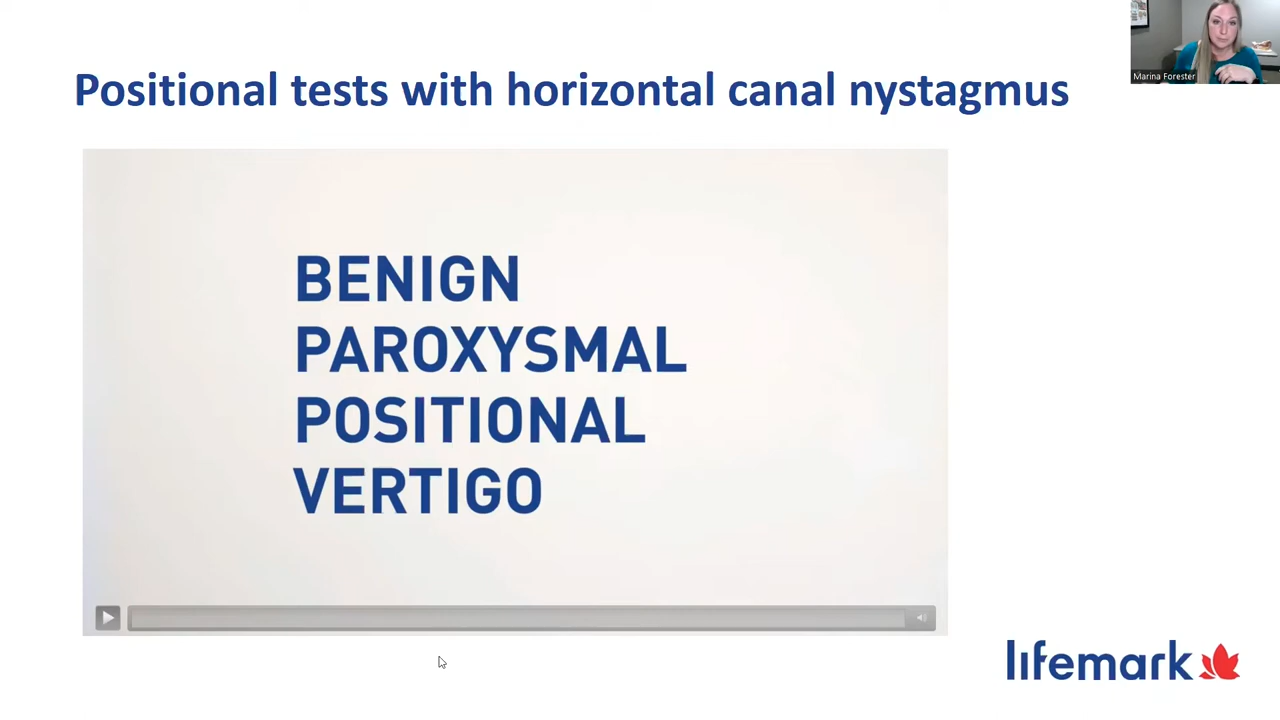 Positional tests with horizontal canal nystagmus
Marina Forester
BENIGN
PAROXYSMAL
POSITIONAL
VERTIGO
lifemark